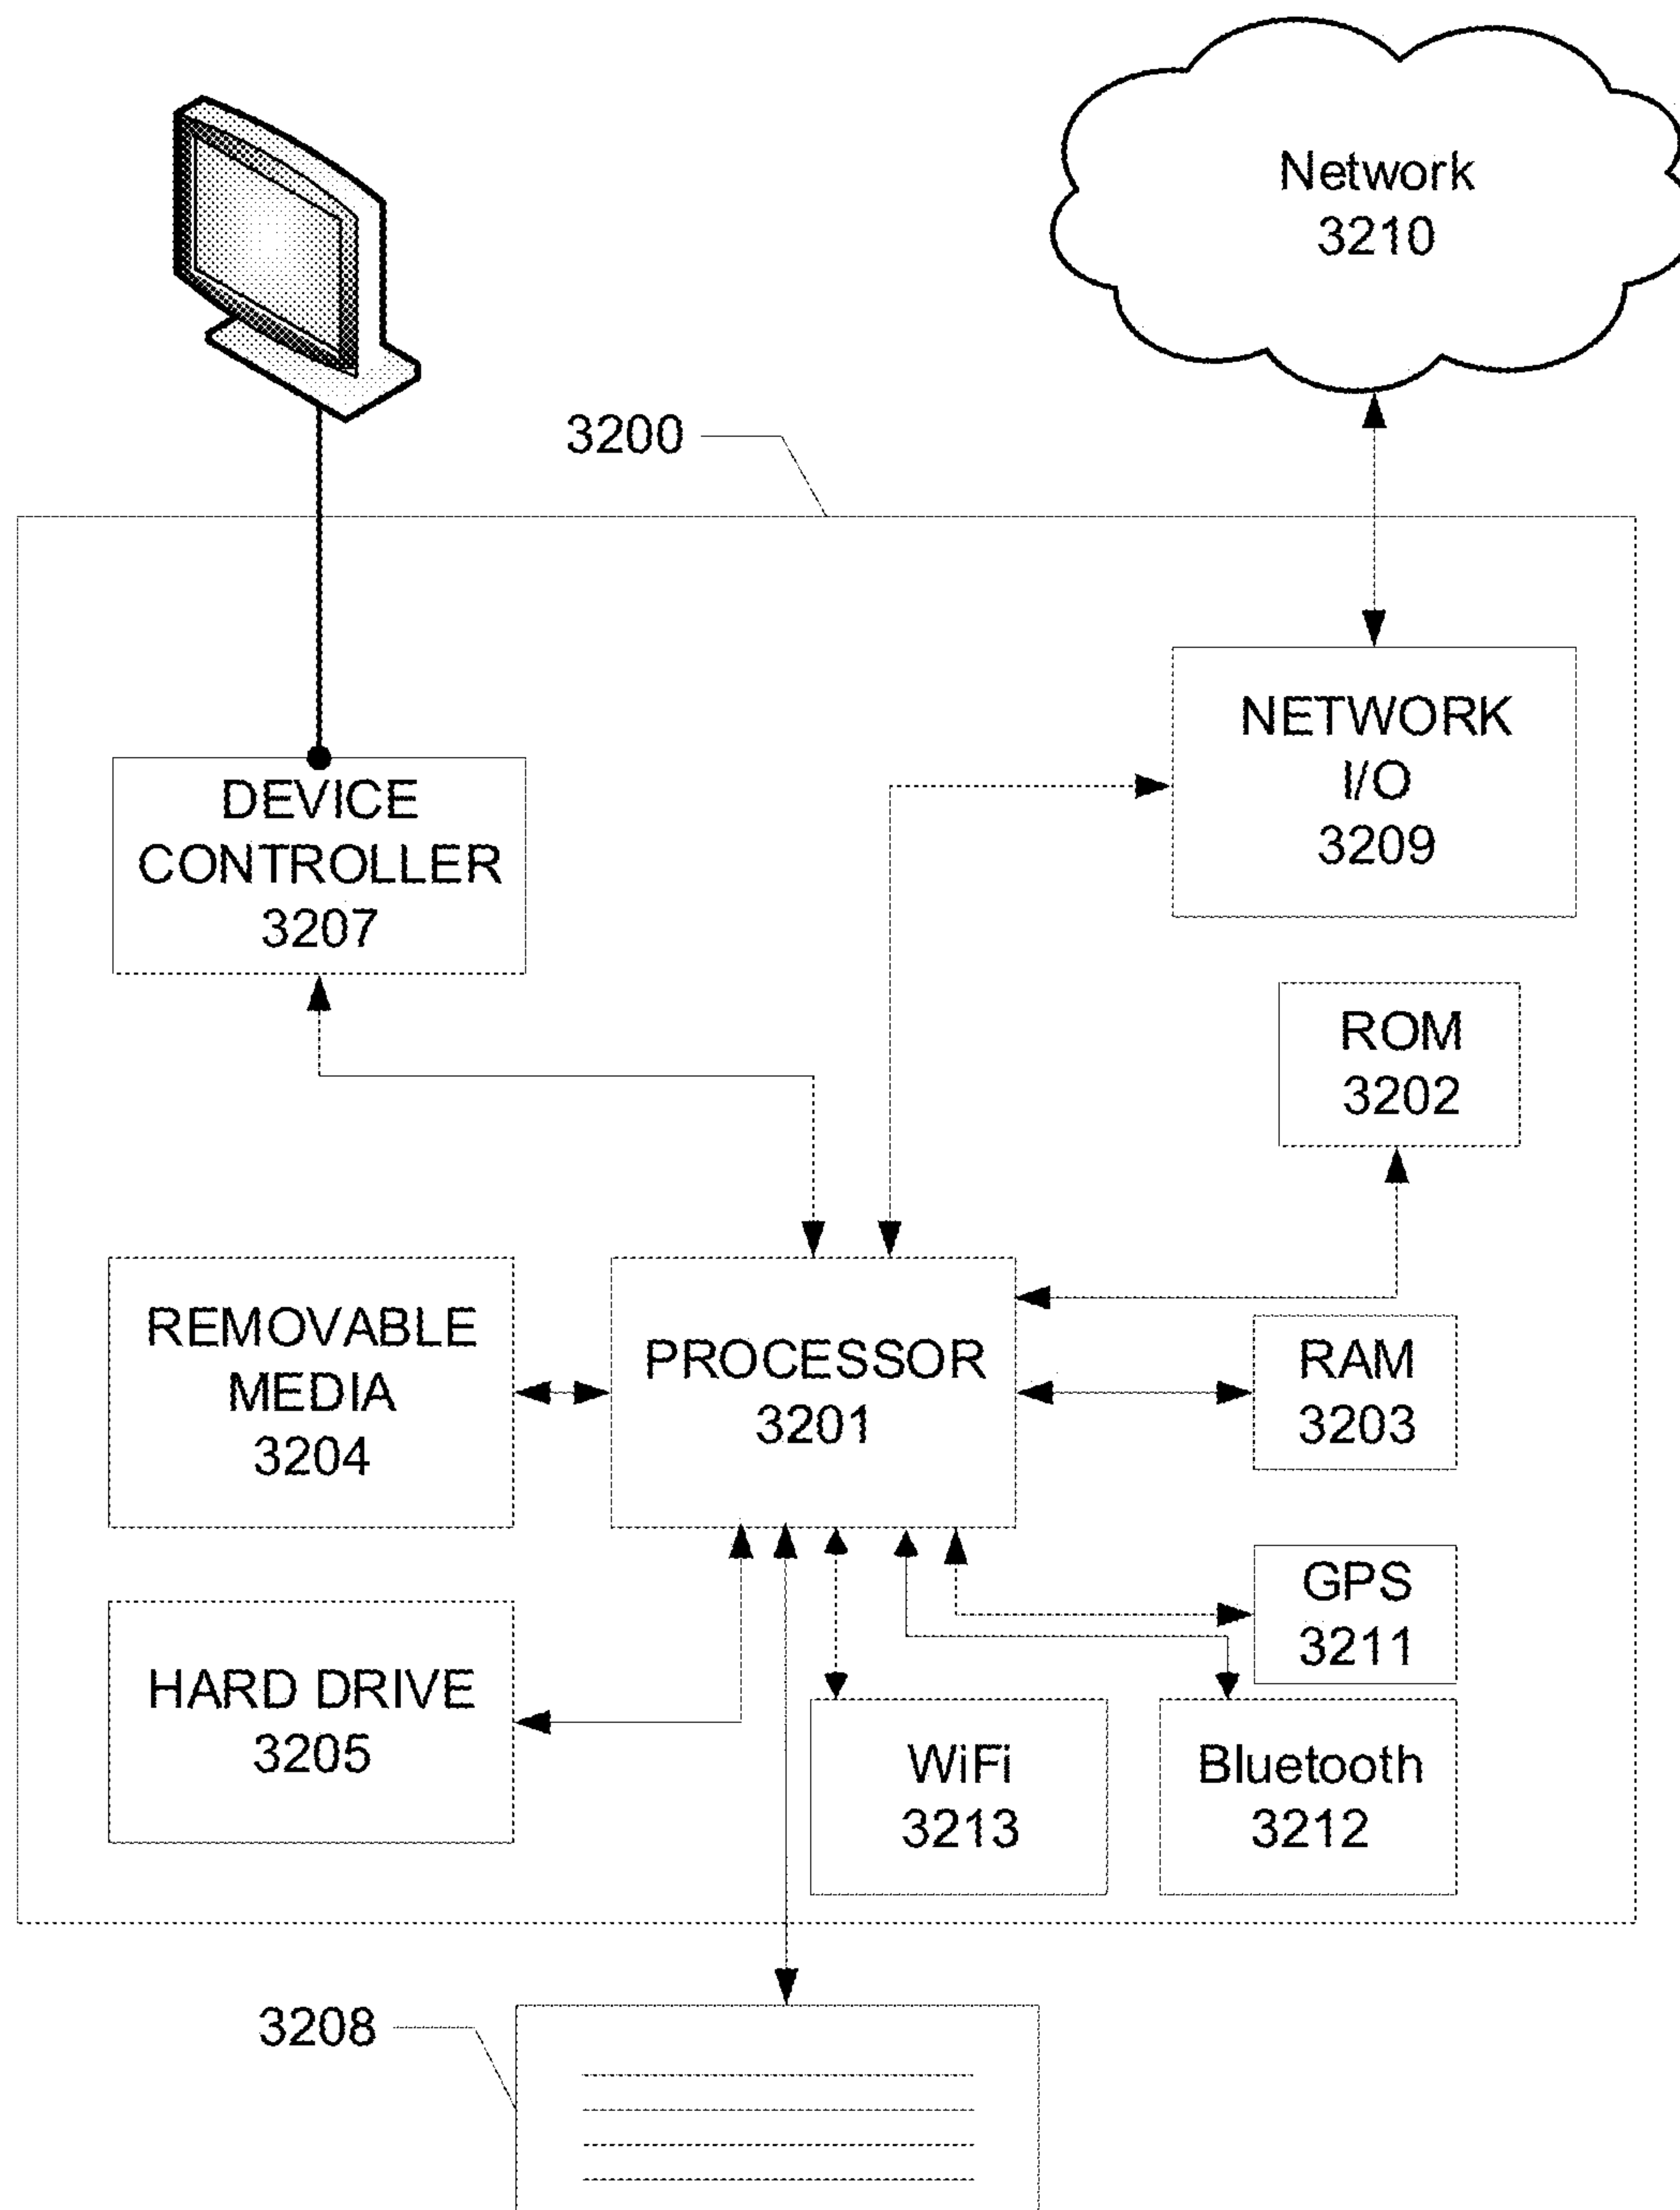 Network
3210
3200
NETWORK
I/O
3209
DEVICE
CONTROLLER
3207
ROM
3202
REMOVABLE
MEDIA
3204
PROCESSOR
3201
RAM
3203
GPS
3211
HARD DRIVE
3205
WiFi
3213
Bluetooth
3212
3208